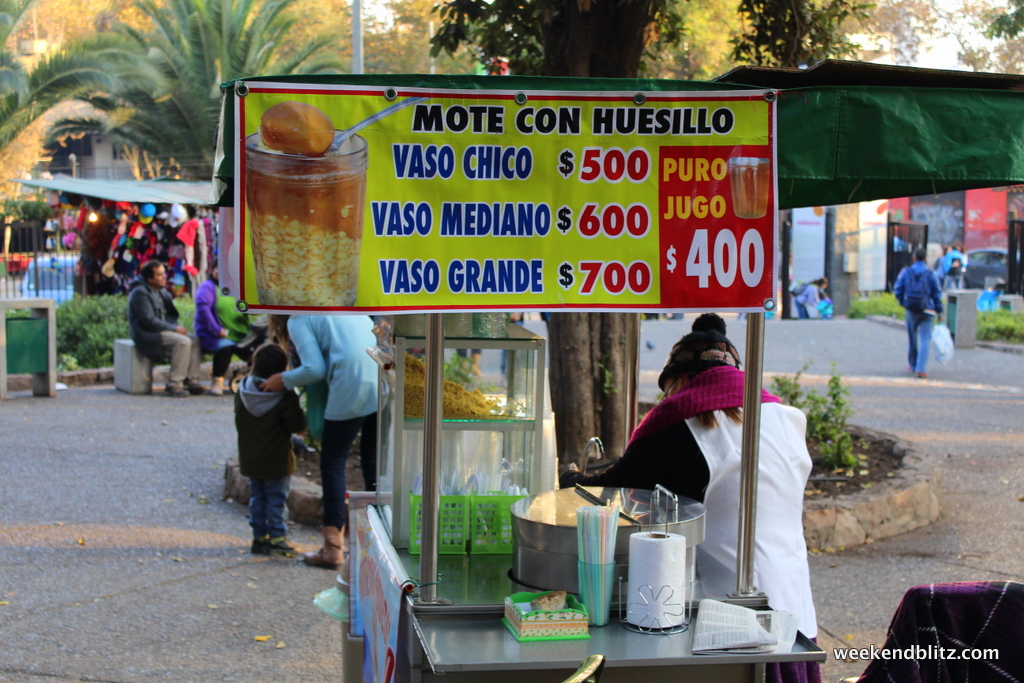 MOTE CON HUESILLO
VASO CHICO $500
VASO MEDIANO $600
VASO GRANDE $700
PURO
JUGO
$400
weekendblitz.com